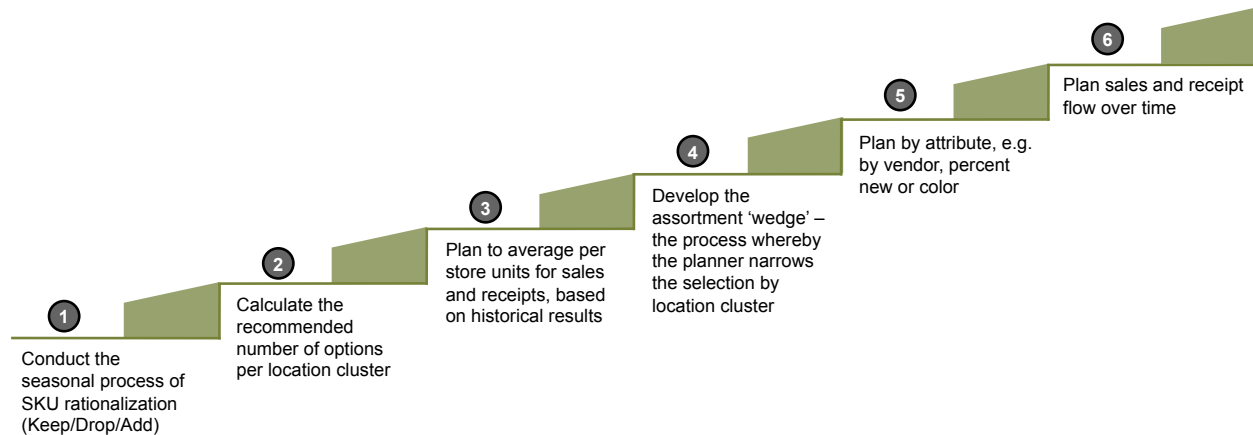 1
Conduct the
seasonal process of
SKU rationalization
(Keep/Drop/Add)
2
Calculate the
recommended
number of options
per location cluster
3
Plan to average per
store units for sales
and receipts, based
on historical results
4
Develop the
assortment ‘wedge’ –
the process whereby
the planner narrows
the selection by
location cluster
5
Plan by attribute, e.g.
by vendor, percent
new or color
6
Plan sales and receipt
flow over time